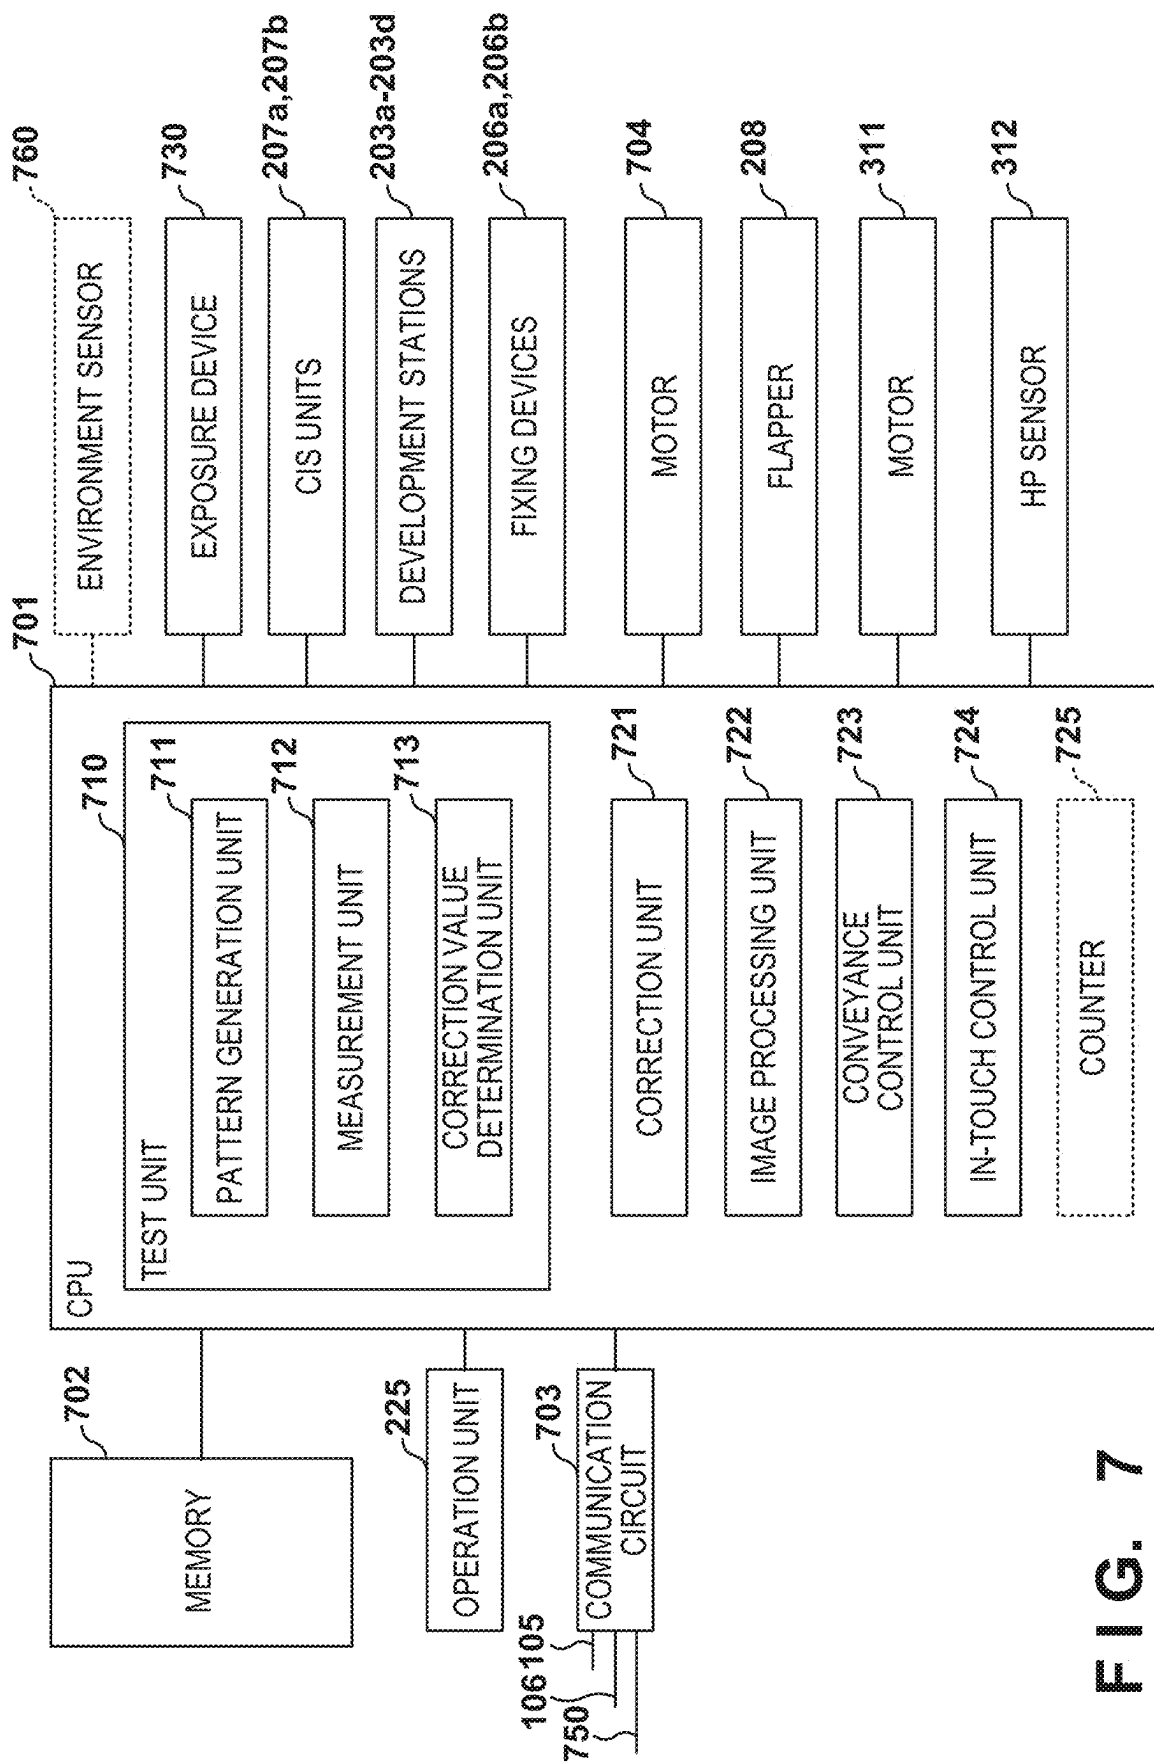 MEMORY
702
OPERATION UNIT
225
COMMUNICATION
CIRCUIT
703
105
106
750
CPU
701
TEST UNIT
710
PATTERN GENERATION UNIT
711
MEASUREMENT UNIT
712
CORRECTION VALUE
DETERMINATION UNIT
713
CORRECTION UNIT
721
IMAGE PROCESSING UNIT
722
CONVEYANCE
CONTROL UNIT
723
IN-TOUCH CONTROL UNIT
724
COUNTER
725
ENVIRONMENT SENSOR
760
EXPOSURE DEVICE
730
CIS UNITS
207a,207b
DEVELOPMENT STATIONS
203a-203d
FIXING DEVICES
206a,206b
MOTOR
704
FLAPPER
208
MOTOR
311
HP SENSOR
312
FIG. 7